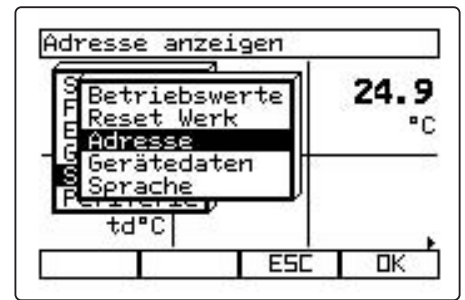 Adresse anzeigen
Betriebswerte
Reset Werk
Adresse
Gerätedaten
Sprache
24.9
°C
td°C
ESC OK